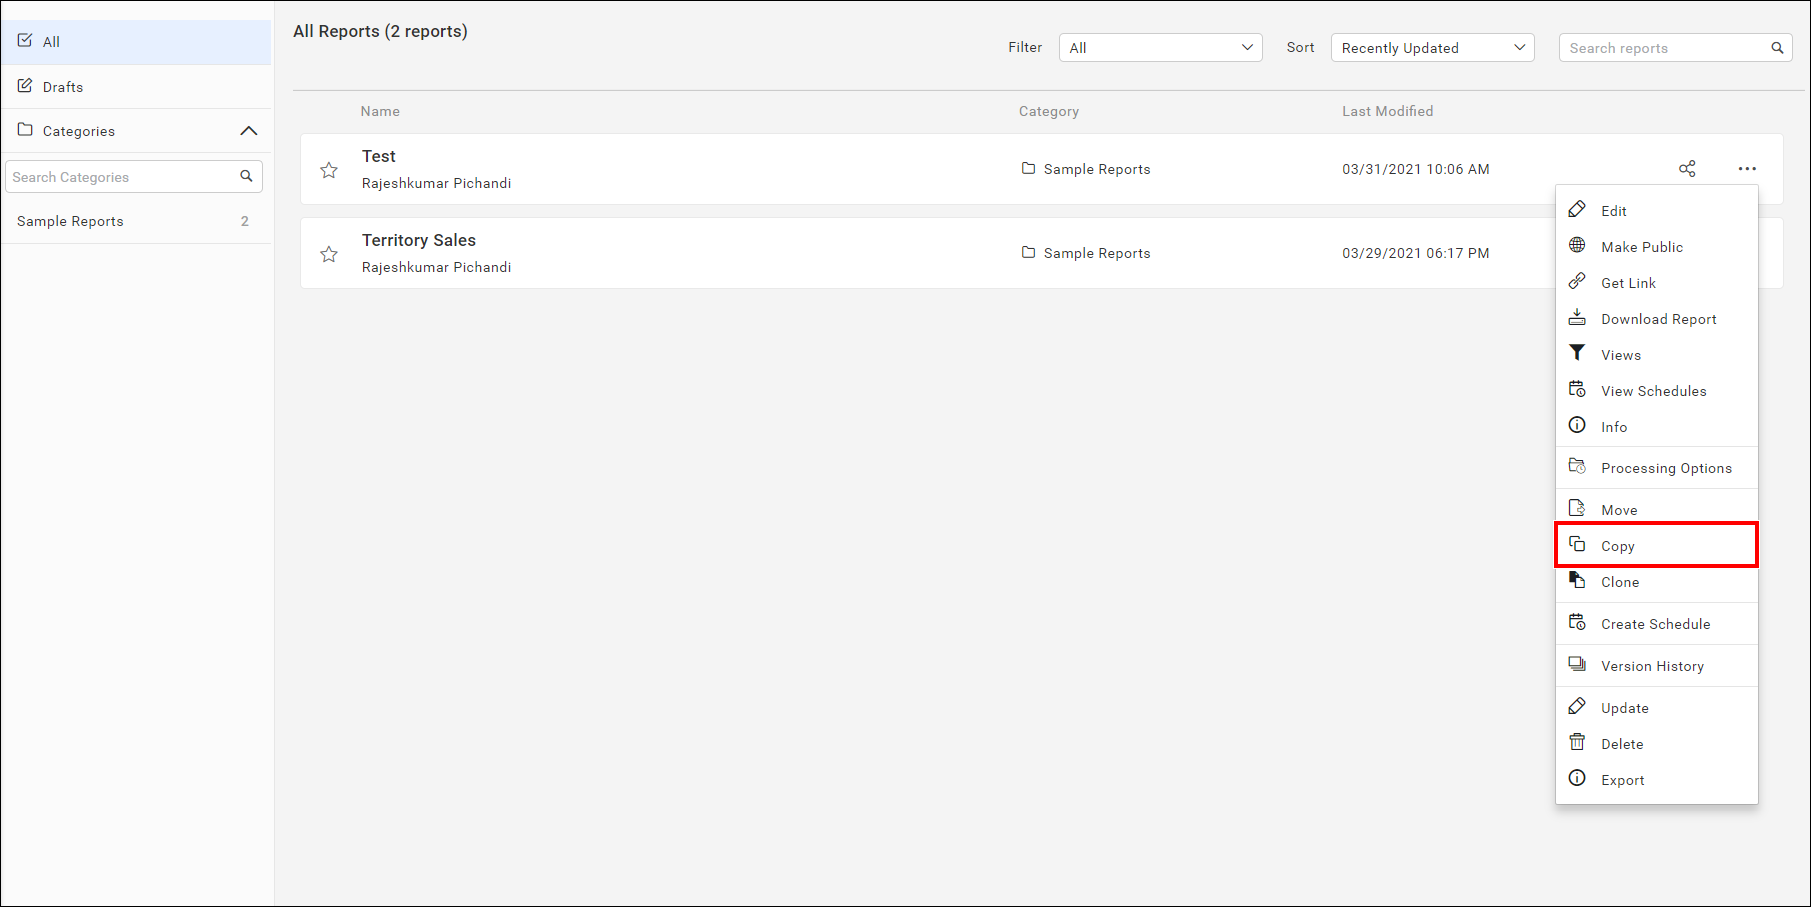 All
Drafts
Categories
Search Categories
Sample Reports 2
All Reports (2 reports)
Filter All Sort Recently Updated Search reports
Name Category Last Modified
Test
Rajeshkumar Pichandi
Sample Reports
03/31/2021 10:06 AM
Territory Sales
Rajeshkumar Pichandi
Sample Reports
03/29/2021 06:17 PM
Edit
Make Public
Get Link
Download Report
Views
View Schedules
Info
Processing Options
Move
Copy
Clone
Create Schedule
Version History
Update
Delete
Export